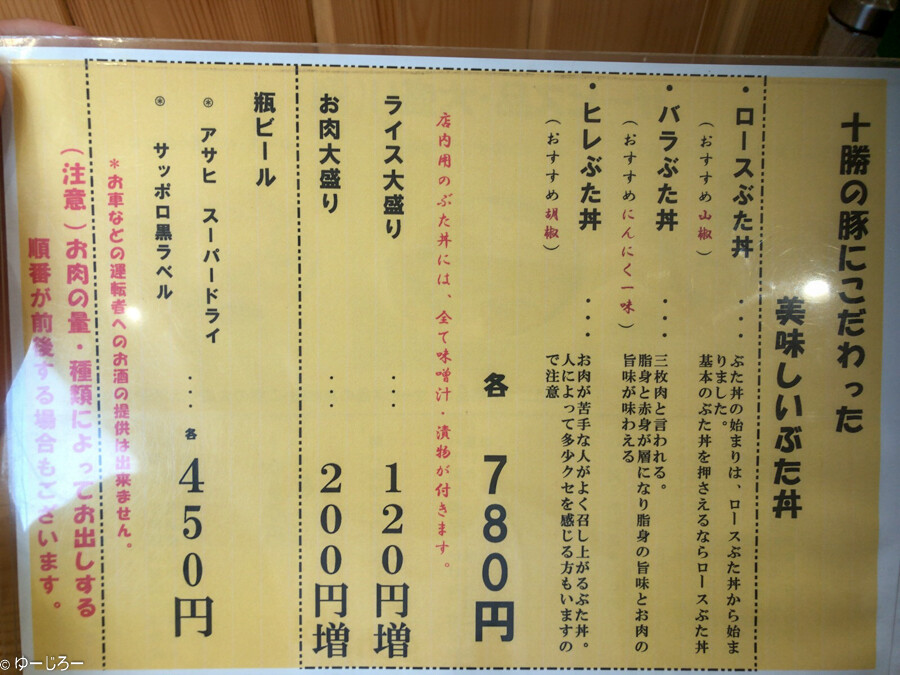 十勝の豚にこだわった
美味しいぶた丼
・ロースぶた丼
（おすすめ山椒）
・・・
ぶた丼の始まりは、ロースぶた丼から始ま
りました。
基本のぶた丼を押さえるならロースぶた丼
・バラぶた丼
（おすすめにんにく一味）
・・・
三枚肉と言われる。
脂身と赤身が層になり脂身の旨味とお肉の
旨味が味わえる
・ヒレぶた丼
（おすすめ胡椒）
・・・
お肉が苦手な人がよく召し上がるぶた丼。
人によって多少クセを感じる方もいますの
で注意
各 780円
店内用のぶた丼には、全て味噌汁・漬物が付きます。
ライス大盛り ・・ 120円増
お肉大盛り ・・ 200円増
瓶ビール
※ アサヒ スーパードライ
※ サッポロ黒ラベル
・・・ 各 450円
＊お車などの運転者へのお酒の提供は出来ません。
（注意）お肉の量・種類によってお出しする
順番が前後する場合もございます。
© ゆーじろー